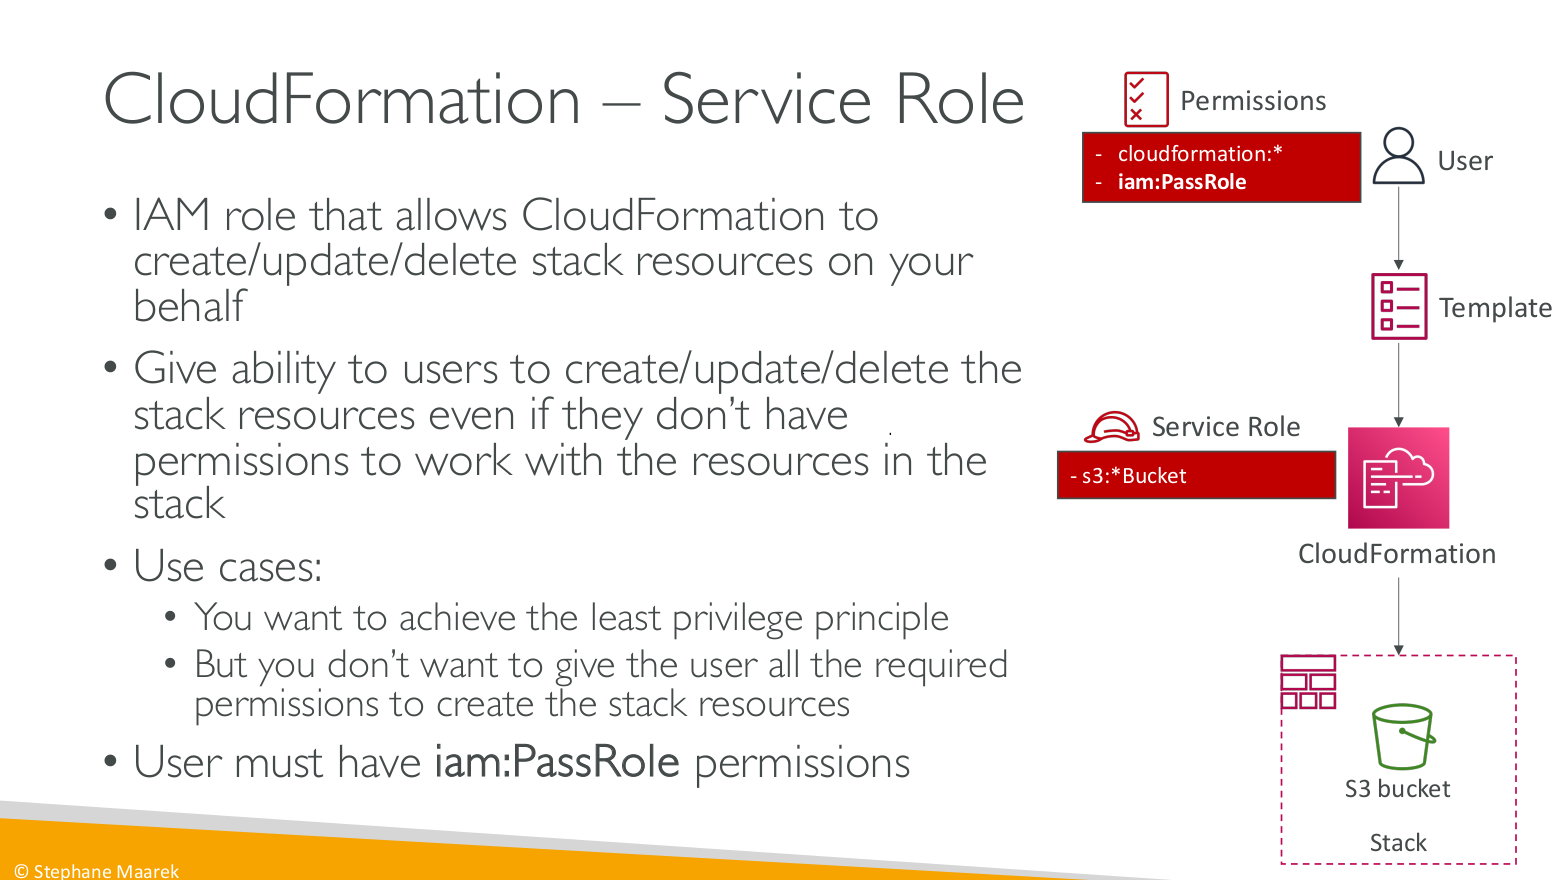 CloudFormation – Service Role
• IAM role that allows CloudFormation to
create/update/delete stack resources on your
behalf
• Give ability to users to create/update/delete the
stack resources even if they don’t have
permissions to work with the resources in the
stack
• Use cases:
• You want to achieve the least privilege principle
• But you don’t want to give the user all the required
permissions to create the stack resources
• User must have iam:PassRole permissions
Permissions
- cloudformation:*
- iam:PassRole
User
Template
Service Role
- s3:*Bucket
CloudFormation
S3 bucket
Stack
© Stephane Maarek